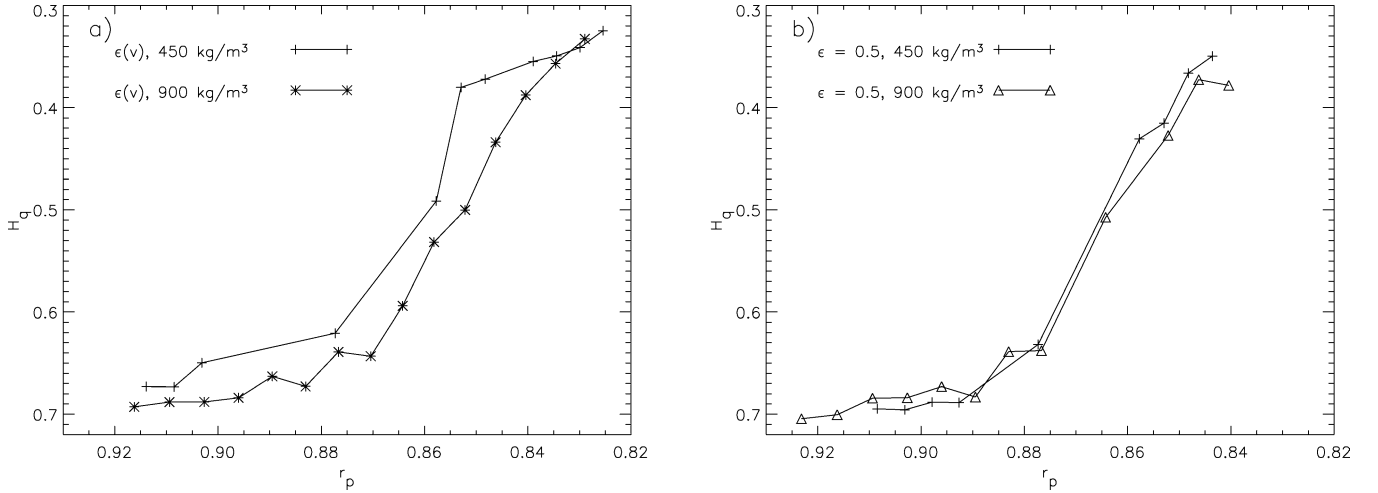 a)
ϵ(v), 450 kg/m³
ϵ(v), 900 kg/m³
0.3
0.4
0.5
0.6
0.7
H_q
0.92
0.90
0.88
0.86
0.84
0.82
r_p
b)
ϵ = 0.5, 450 kg/m³
ϵ = 0.5, 900 kg/m³
0.3
0.4
0.5
0.6
0.7
H_q
0.92
0.90
0.88
0.86
0.84
0.82
r_p